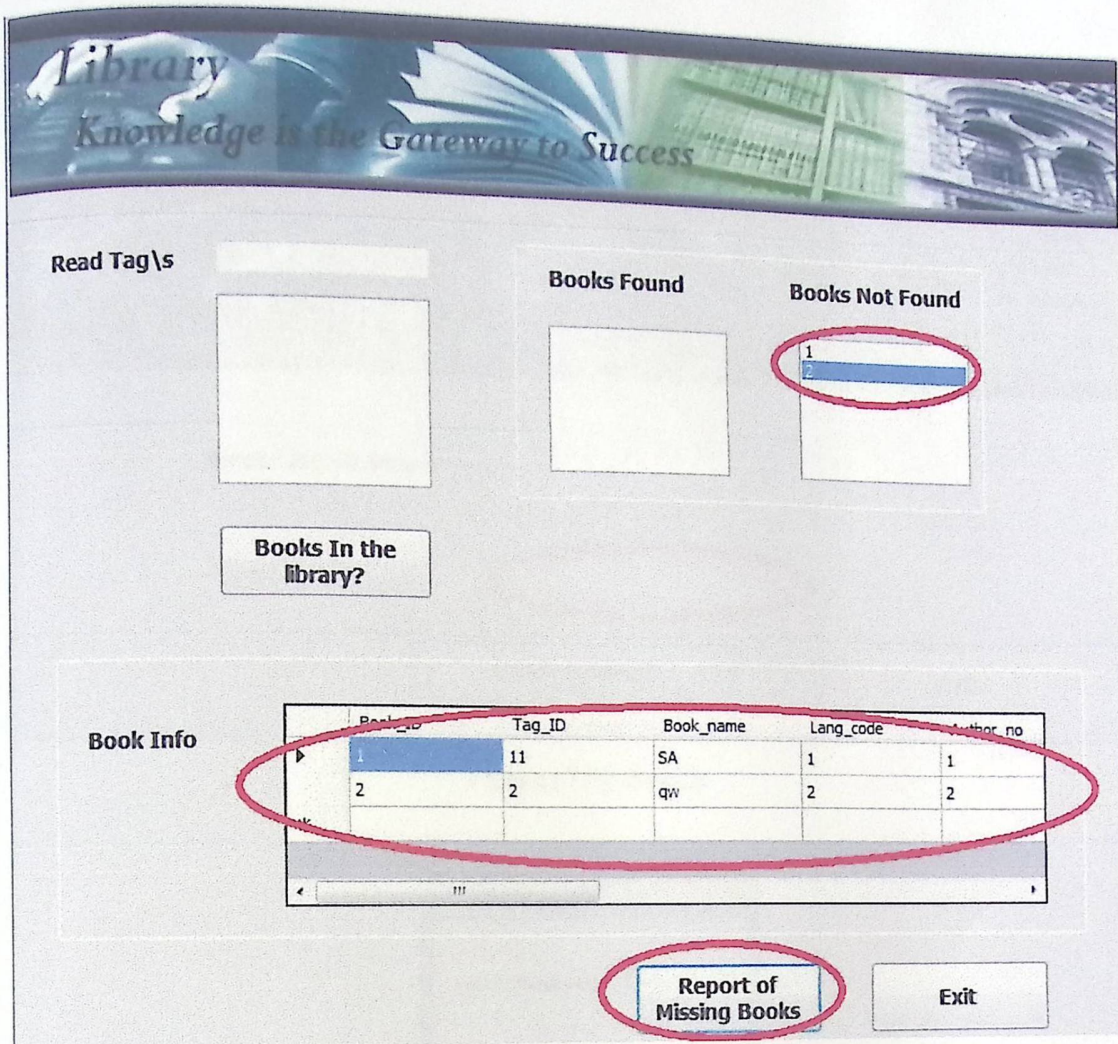 Library
Knowledge is the Gateway to Success
Read Tag\s
Books Found
Books Not Found
1
2
Books In the
library?
Book Info
Book_ID Tag_ID Book_name Lang_code Author_no
1 11 SA 1 1
2 2 qw 2 2
Report of
Missing Books
Exit